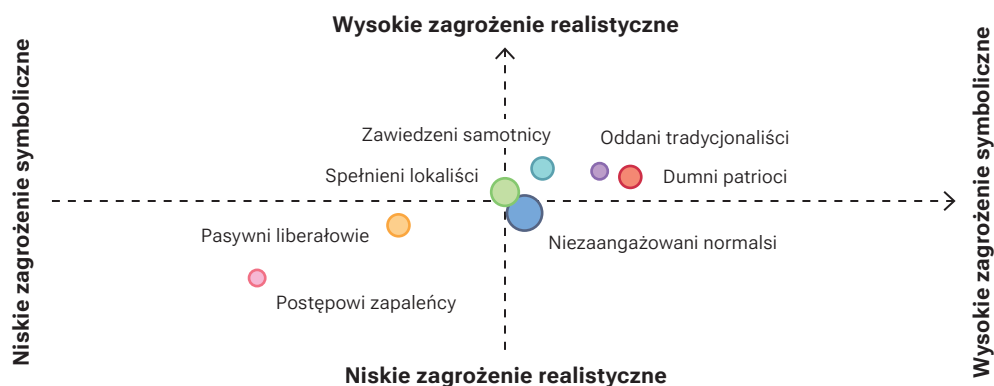 Wysokie zagrożenie realistyczne
Niskie zagrożenie symboliczne
Wysokie zagrożenie symboliczne
Zawiedzeni samotnicy
Oddani tradycjonaliści
Spełnieni lokaliści
Dumni patrioci
Pasywni liberałowie
Niezaangażowani normalsi
Postępowi zapaleńcy
Niskie zagrożenie realistyczne